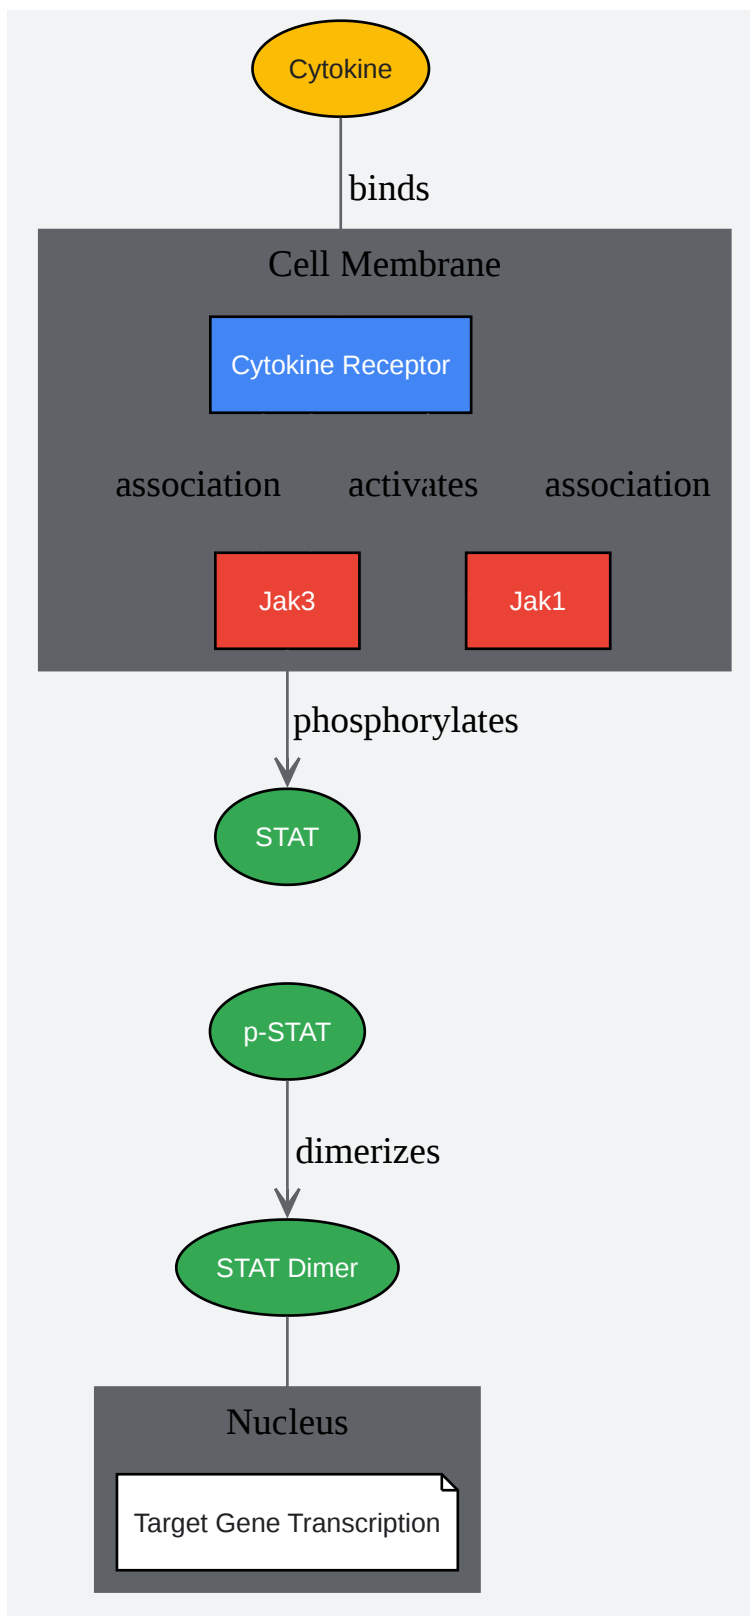 Cytokine
binds
Cell Membrane
Cytokine Receptor
association
activates
association
Jak3
Jak1
phosphorylates
STAT
p-STAT
dimerizes
STAT Dimer
Nucleus
Target Gene Transcription